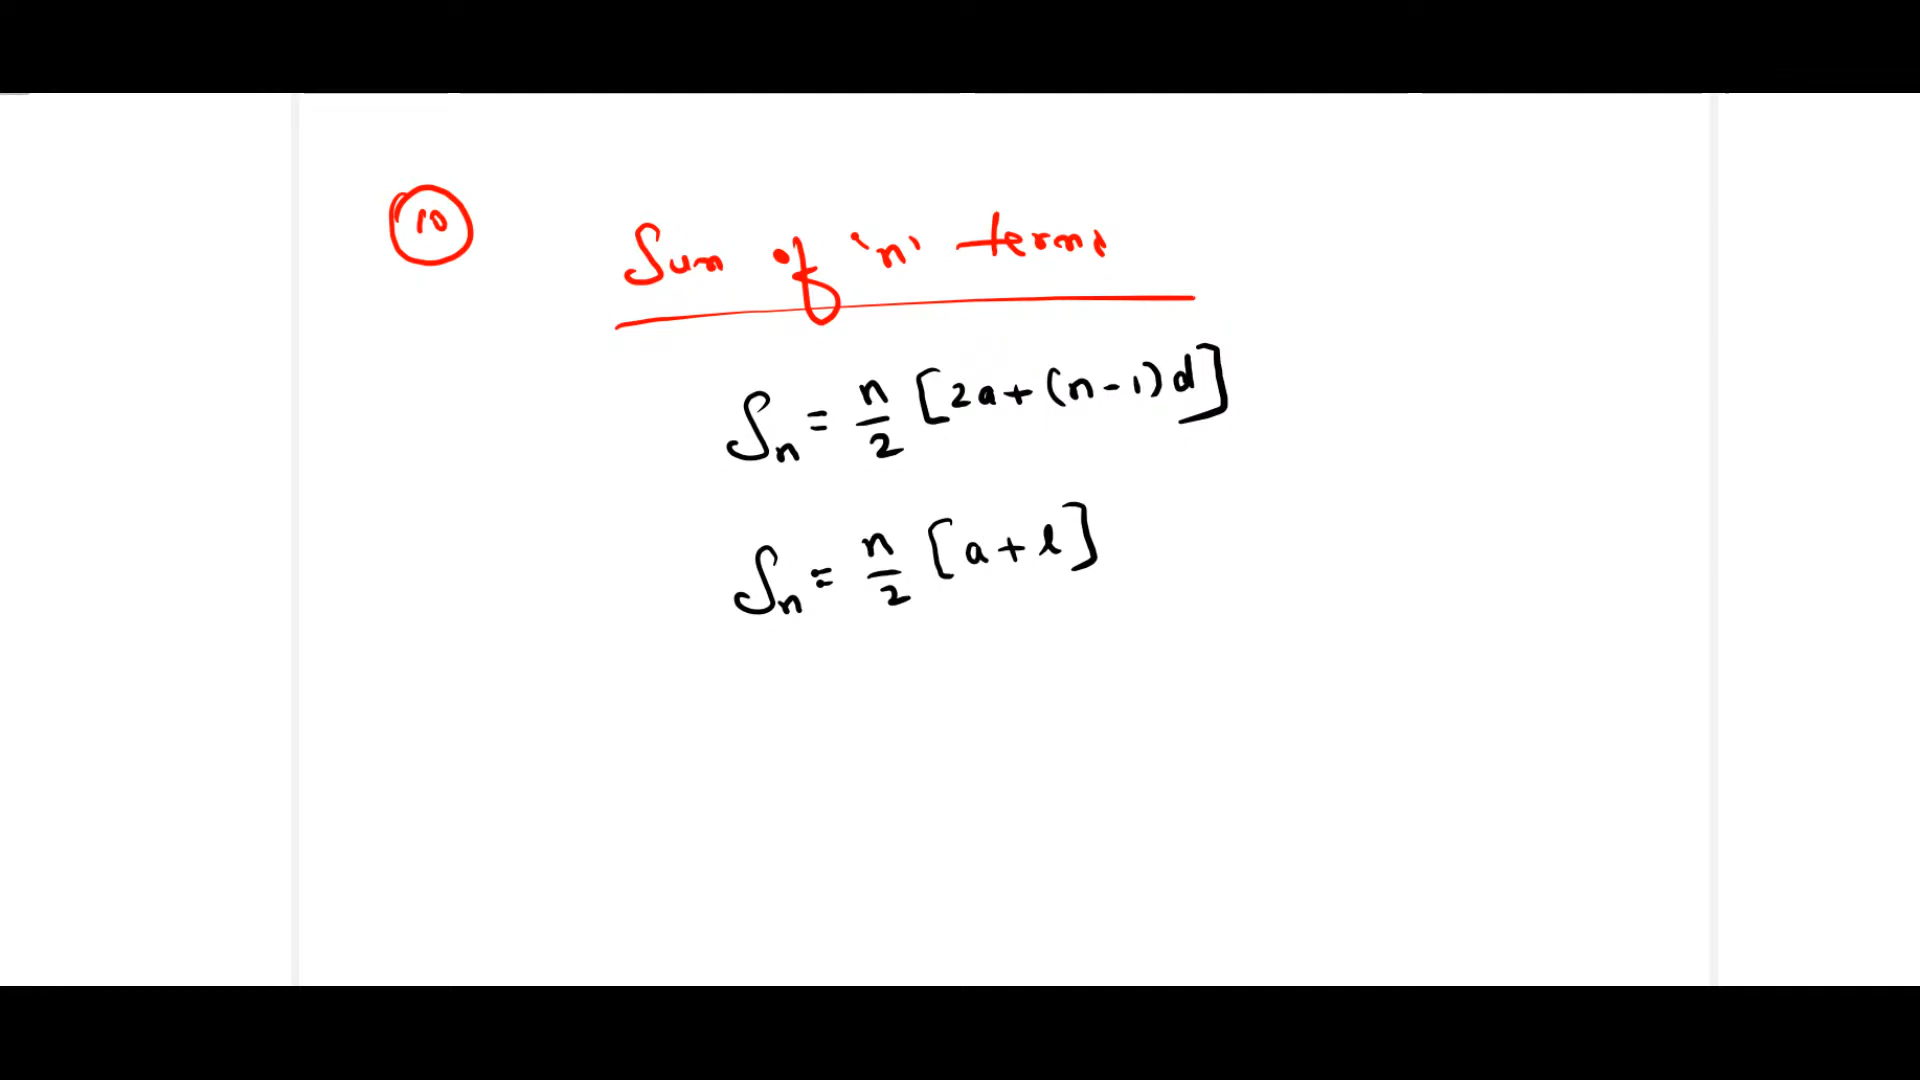 10
Sum of 'n' terms
Sn = n/2 [2a+(n-1)d]
Sn = n/2 [a+l]